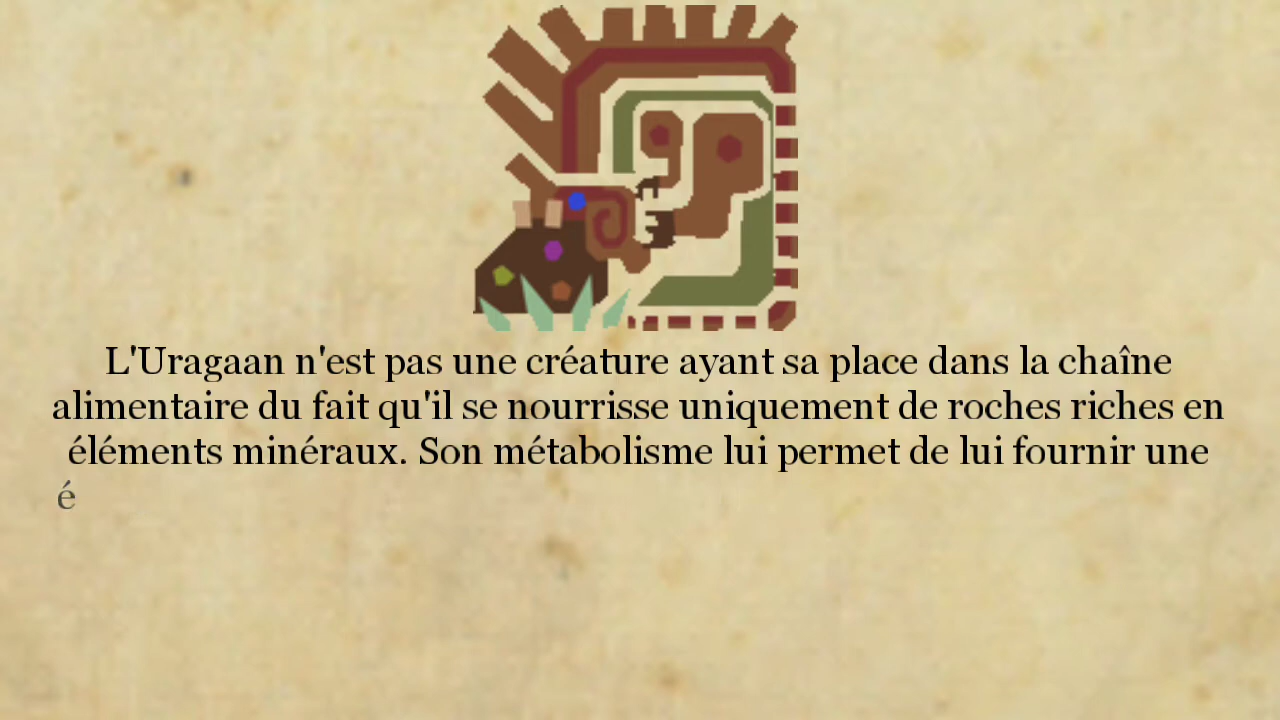 L'Uragaan n'est pas une créature ayant sa place dans la chaîne
alimentaire du fait qu'il se nourrisse uniquement de roches riches en
éléments minéraux. Son métabolisme lui permet de lui fournir une
é